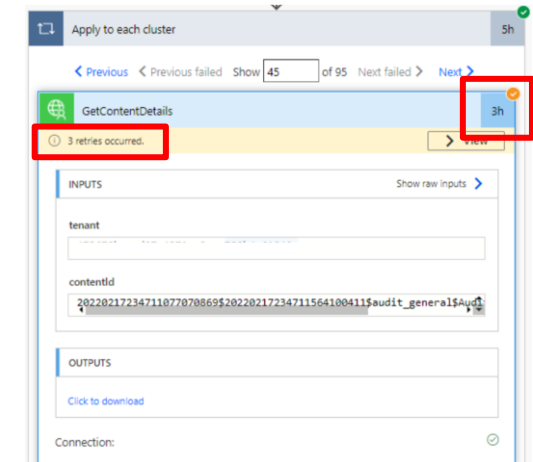 Apply to each cluster 5h
Previous Previous failed Show 45 of 95 Next failed Next
GetContentDetails 3h
3 retries occurred. View
INPUTS Show raw inputs
tenant
contentId
20220217234711077070869$20220217234711564100411$audit_general$Audi
OUTPUTS
Click to download
Connection: